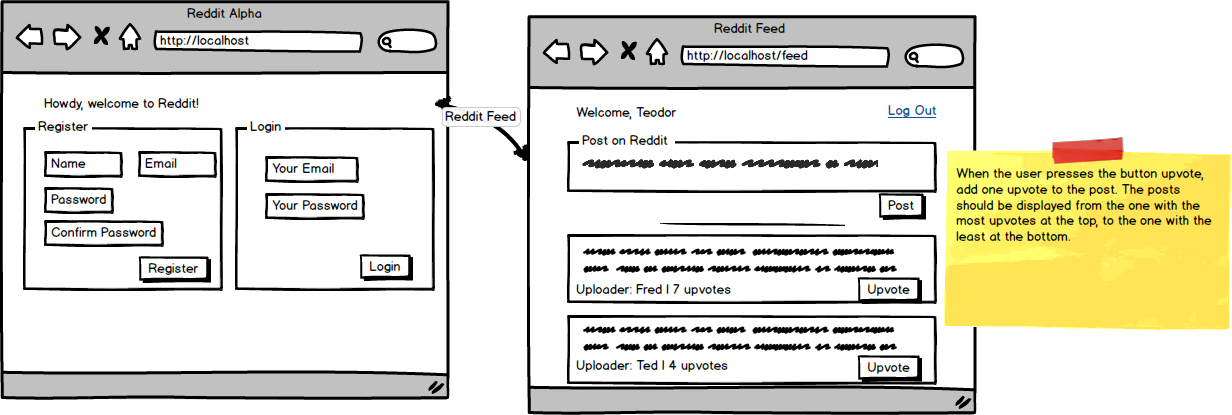 Reddit Alpha
http://localhost
Howdy, welcome to Reddit!
Register
Name
Email
Password
Confirm Password
Register
Login
Your Email
Your Password
Login
Reddit Feed
Reddit Feed
http://localhost/feed
Welcome, Teodor
Log Out
Post on Reddit
Post
Uploader: Fred | 7 upvotes
Upvote
Uploader: Ted | 4 upvotes
Upvote
When the user presses the button upvote,
add one upvote to the post. The posts
should be displayed from the one with the
most upvotes at the top, to the one with the
least at the bottom.